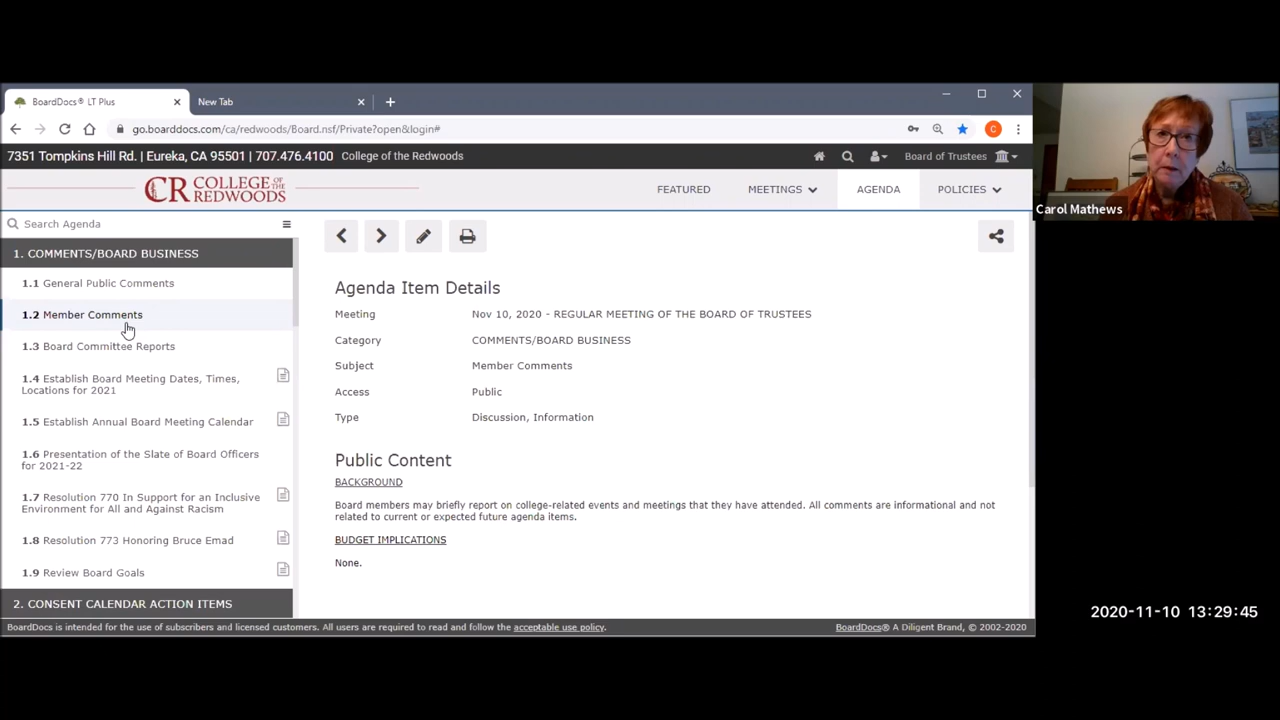 BoardDocs® LT Plus
New Tab
go.boarddocs.com/ca/redwoods/Board.nsf/Private?open&login#
C
7351 Tompkins Hill Rd. | Eureka, CA 95501 | 707.476.4100 College of the Redwoods
Board of Trustees
CR COLLEGE OF THE REDWOODS
FEATURED MEETINGS AGENDA POLICIES
Search Agenda
1. COMMENTS/BOARD BUSINESS
1.1 General Public Comments
1.2 Member Comments
1.3 Board Committee Reports
1.4 Establish Board Meeting Dates, Times,
Locations for 2021
1.5 Establish Annual Board Meeting Calendar
1.6 Presentation of the Slate of Board Officers
for 2021-22
1.7 Resolution 770 In Support for an Inclusive
Environment for All and Against Racism
1.8 Resolution 773 Honoring Bruce Emad
1.9 Review Board Goals
2. CONSENT CALENDAR ACTION ITEMS
Agenda Item Details
Meeting Nov 10, 2020 - REGULAR MEETING OF THE BOARD OF TRUSTEES
Category COMMENTS/BOARD BUSINESS
Subject Member Comments
Access Public
Type Discussion, Information
Public Content
BACKGROUND
Board members may briefly report on college-related events and meetings that they have attended. All comments are informational and not
related to current or expected future agenda items.
BUDGET IMPLICATIONS
None.
BoardDocs is intended for the use of subscribers and licensed customers. All users are required to read and follow the acceptable use policy.
BoardDocs® A Diligent Brand, © 2002-2020
Carol Mathews
2020-11-10 13:29:45